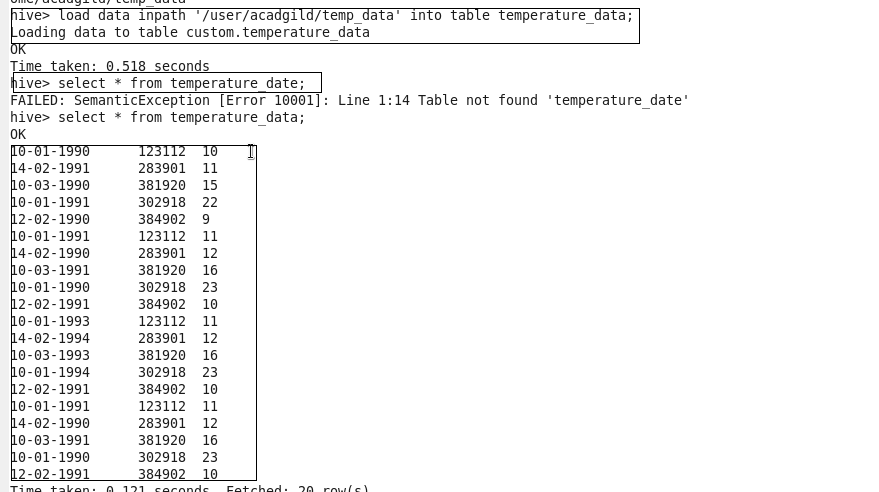 ome/acadgild/temp_data
hive> load data inpath '/user/acadgild/temp_data' into table temperature_data;
Loading data to table custom.temperature_data
OK
Time taken: 0.518 seconds
hive> select * from temperature_date;
FAILED: SemanticException [Error 10001]: Line 1:14 Table not found 'temperature_date'
hive> select * from temperature_data;
OK
10-01-1990 123112 10
14-02-1991 283901 11
10-03-1990 381920 15
10-01-1991 302918 22
12-02-1990 384902 9
10-01-1991 123112 11
14-02-1990 283901 12
10-03-1991 381920 16
10-01-1990 302918 23
12-02-1991 384902 10
10-01-1993 123112 11
14-02-1994 283901 12
10-03-1993 381920 16
10-01-1994 302918 23
12-02-1991 384902 10
10-01-1991 123112 11
14-02-1990 283901 12
10-03-1991 381920 16
10-01-1990 302918 23
12-02-1991 384902 10
Time taken: 0.121 seconds, Fetched: 20 row(s)